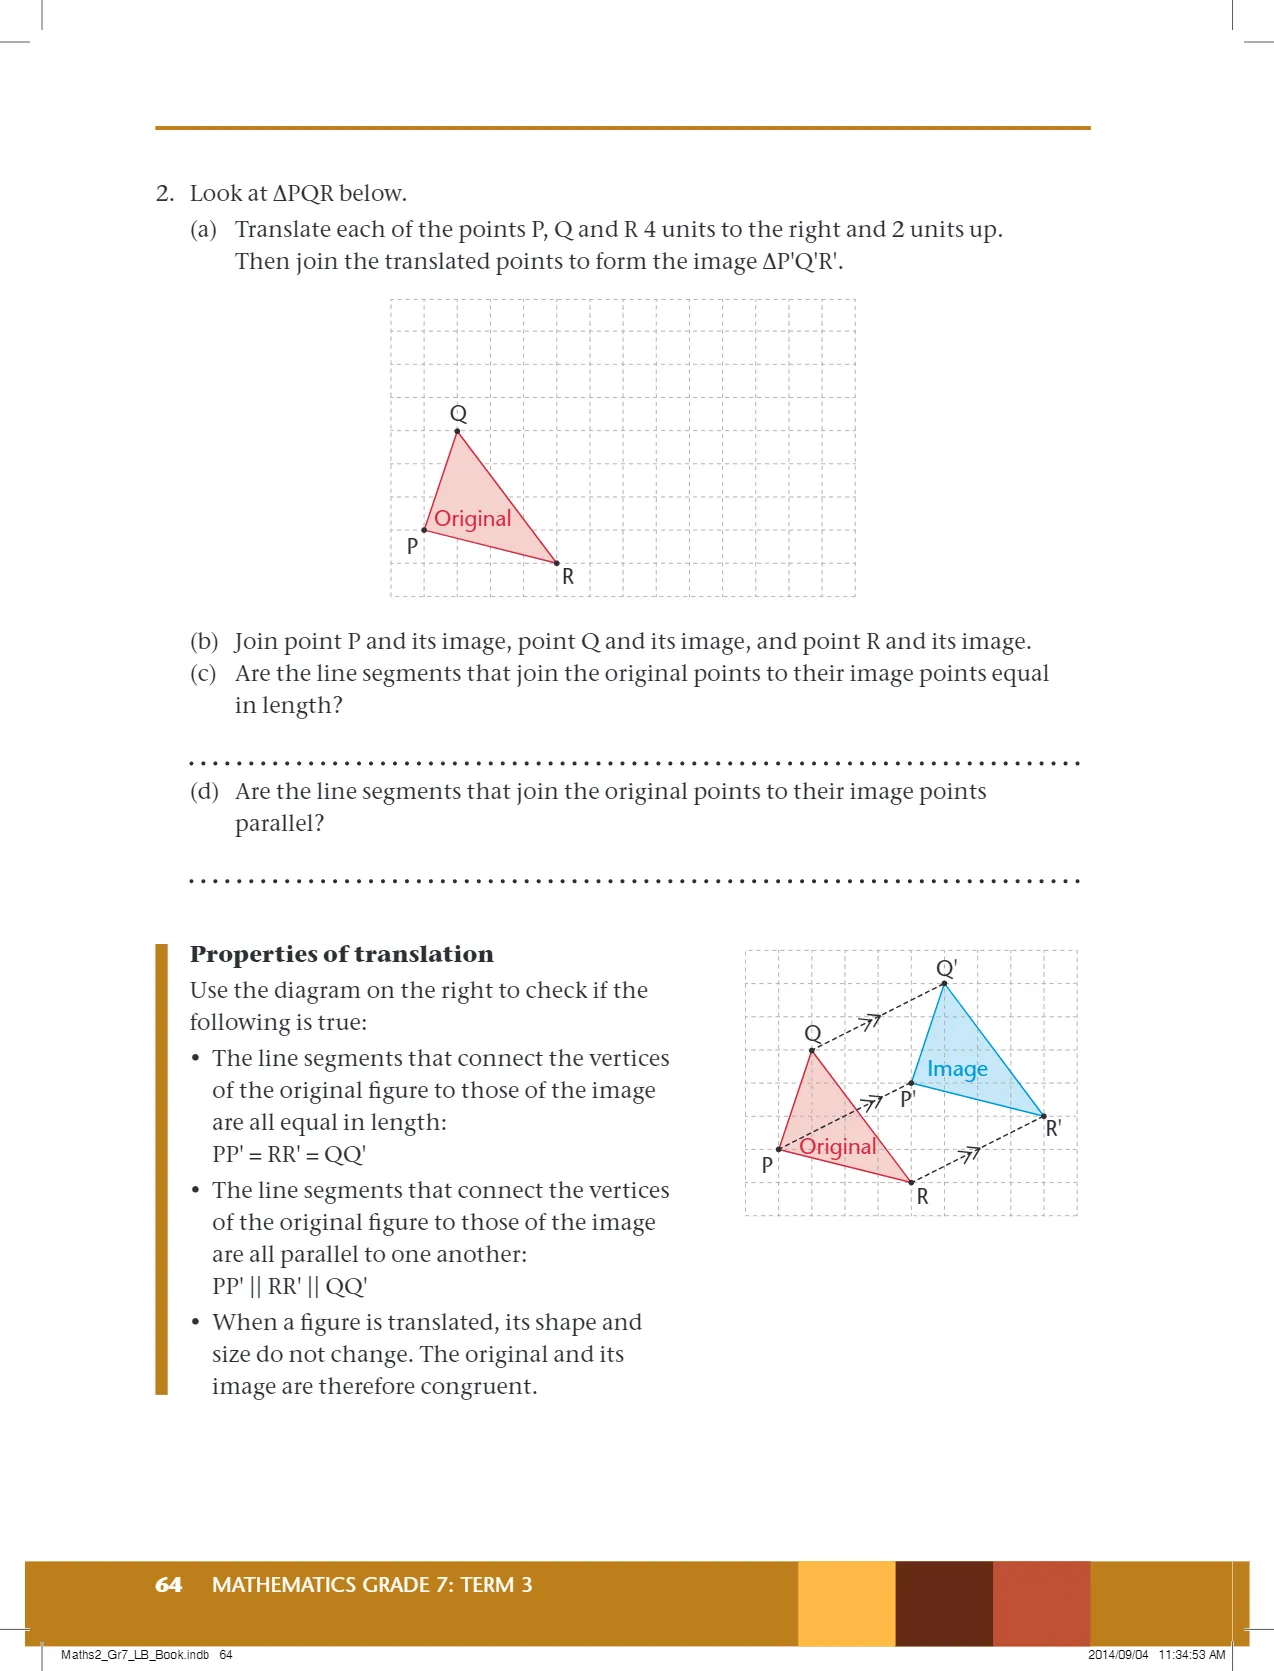 2. Look at ΔPQR below.
(a) Translate each of the points P, Q and R 4 units to the right and 2 units up.
Then join the translated points to form the image ΔP'Q'R'.
Q
Original
P
R
(b) Join point P and its image, point Q and its image, and point R and its image.
(c) Are the line segments that join the original points to their image points equal
in length?
(d) Are the line segments that join the original points to their image points
parallel?
Properties of translation
Use the diagram on the right to check if the
following is true:
• The line segments that connect the vertices
of the original figure to those of the image
are all equal in length:
PP' = RR' = QQ'
• The line segments that connect the vertices
of the original figure to those of the image
are all parallel to one another:
PP' || RR' || QQ'
• When a figure is translated, its shape and
size do not change. The original and its
image are therefore congruent.
Q'
Q
Image
P'
R'
Original
P
R
64 MATHEMATICS GRADE 7: TERM 3
Maths2_Gr7_LB_Book.indb 64
2014/09/04 11:34:53 AM